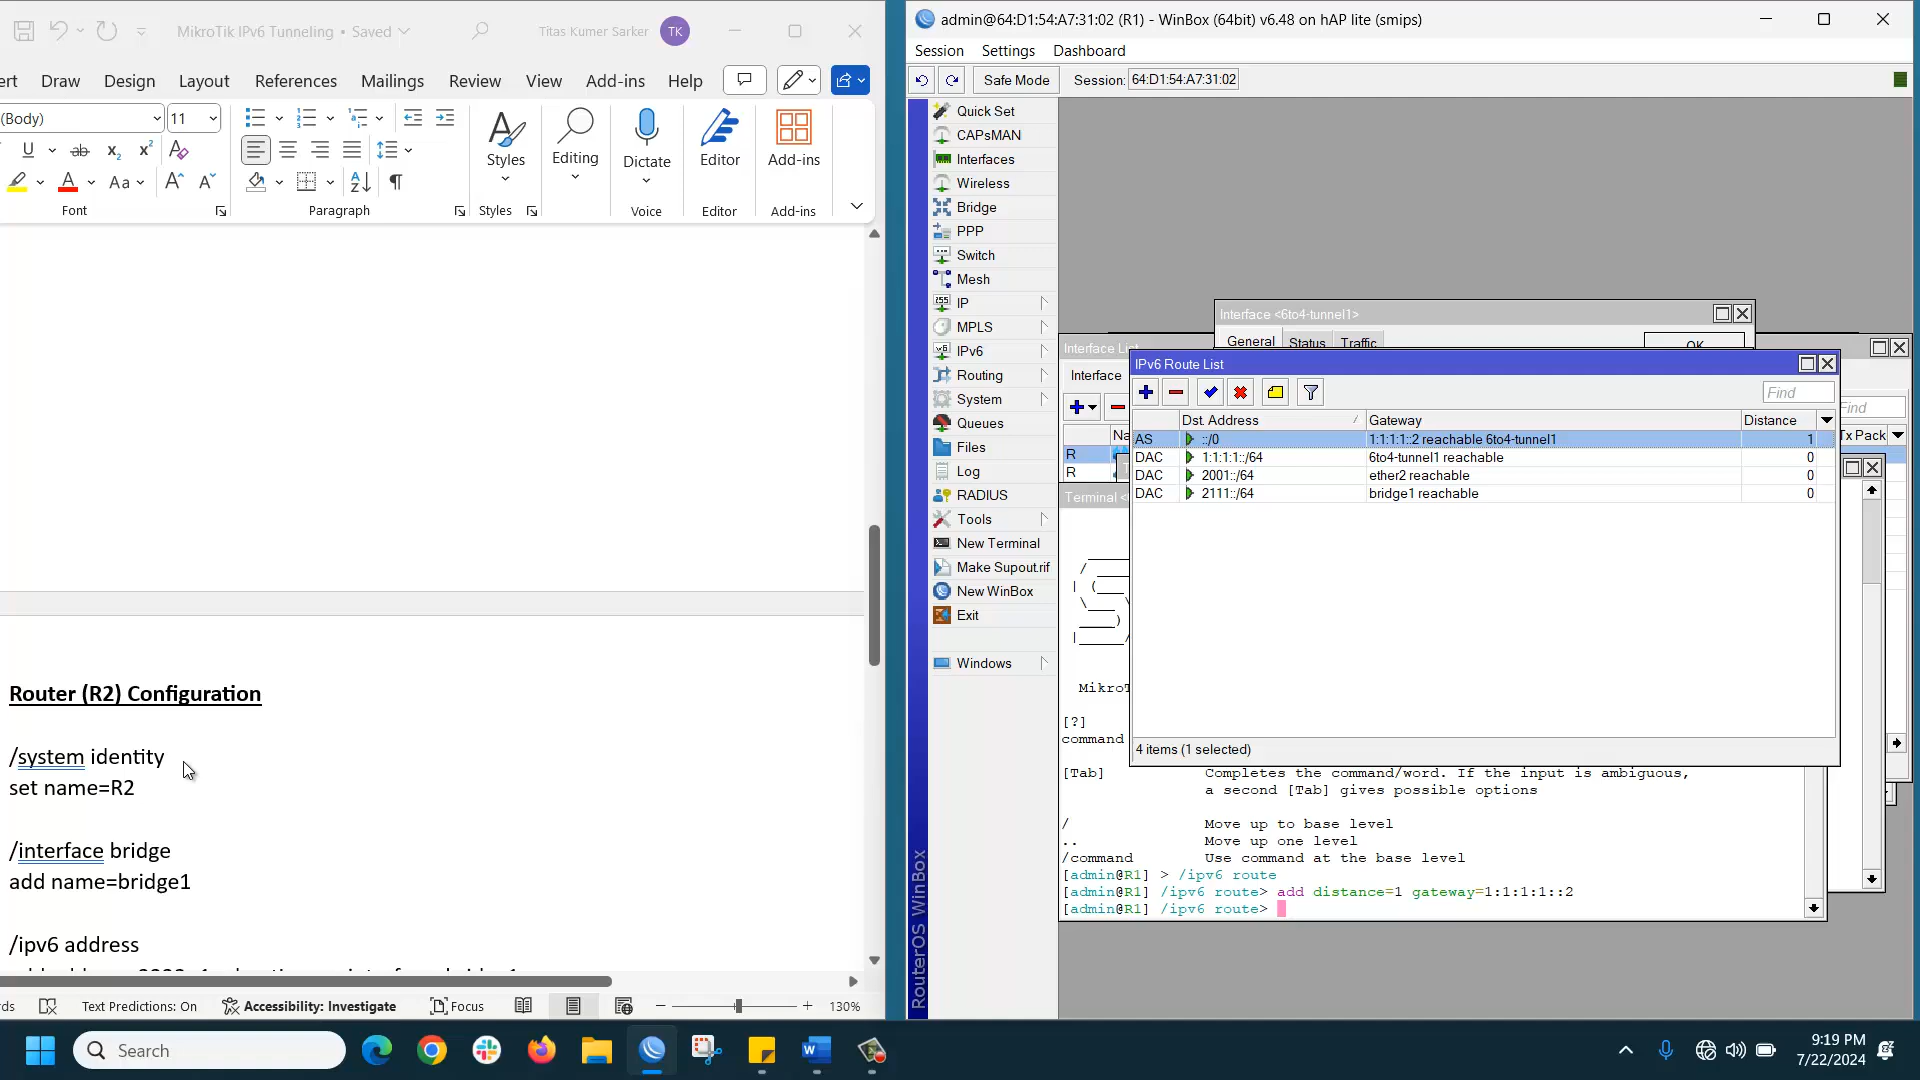 MikroTik IPv6 Tunneling • Saved
Titas Kumar Sarker
TK
ert
Draw
Design
Layout
References
Mailings
Review
View
Add-ins
Help
(Body)
11
Styles
Editing
Dictate
Editor
Add-ins
Font
Paragraph
Styles
Voice
Editor
Add-ins
Router (R2) Configuration
/system identity
set name=R2
/interface bridge
add name=bridge1
/ipv6 address
Text Predictions: On
Accessibility: Investigate
Focus
130%
admin@64:D1:54:A7:31:02 (R1) - WinBox (64bit) v6.48 on hAP lite (smips)
Session Settings Dashboard
Safe Mode
Session: 64:D1:54:A7:31:02
Quick Set
CAPsMAN
Interfaces
Wireless
Bridge
PPP
Switch
Mesh
IP
MPLS
IPv6
Routing
System
Queues
Files
Log
RADIUS
Tools
New Terminal
Make Supout.rif
New WinBox
Exit
Windows
RouterOS WinBox
Interface <6to4-tunnel1>
General Status Traffic
OK
Interface
Find
Tx Pack
R
R
IPv6 Route List
Find
Dst. Address Gateway Distance
AS ::/0 1:1:1:1::2 reachable 6to4-tunnel1 1
DAC 1:1:1:1::/64 6to4-tunnel1 reachable 0
DAC 2001::/64 ether2 reachable 0
DAC 2111::/64 bridge1 reachable 0
4 items (1 selected)
Terminal
[?]
command
[Tab] Completes the command/word. If the input is ambiguous,
a second [Tab] gives possible options
/ Move up to base level
.. Move up one level
/command Use command at the base level
[admin@R1] > /ipv6 route
[admin@R1] /ipv6 route> add distance=1 gateway=1:1:1:1::2
[admin@R1] /ipv6 route>
Search
9:19 PM
7/22/2024